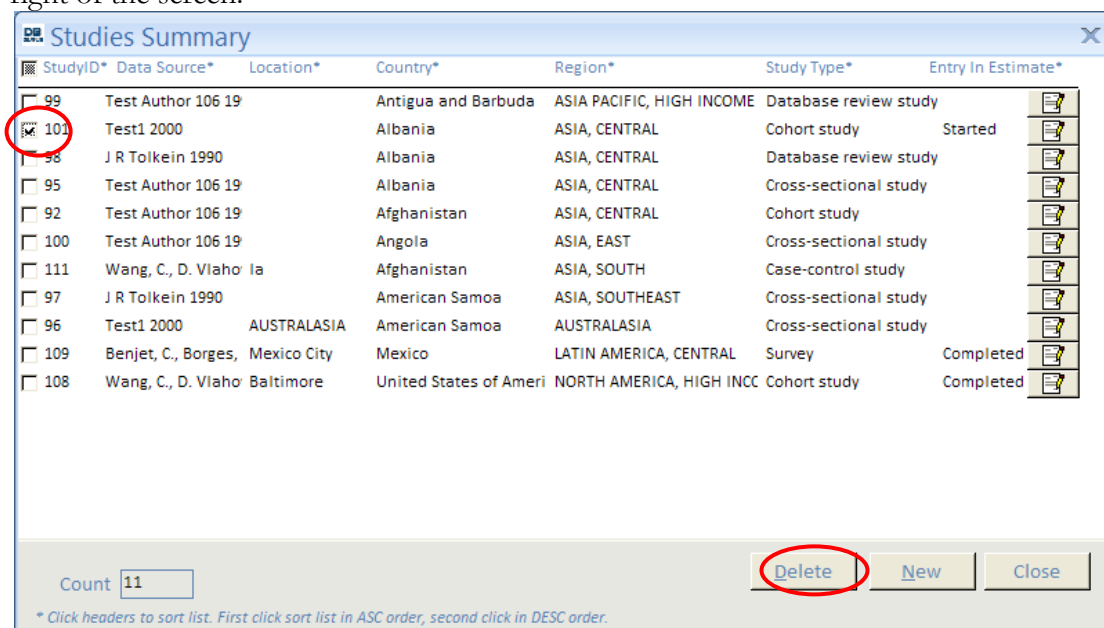 right of the screen.
Studies Summary
StudyID* Data Source* Location* Country* Region* Study Type* Entry In Estimate*
99 Test Author 106 19 Antigua and Barbuda ASIA PACIFIC, HIGH INCOME Database review study
101 Test1 2000 Albania ASIA, CENTRAL Cohort study Started
98 J R Tolkein 1990 Albania ASIA, CENTRAL Database review study
95 Test Author 106 19 Albania ASIA, CENTRAL Cross-sectional study
92 Test Author 106 19 Afghanistan ASIA, CENTRAL Cohort study
100 Test Author 106 19 Angola ASIA, EAST Cross-sectional study
111 Wang, C., D. Vlaho la Afghanistan ASIA, SOUTH Case-control study
97 J R Tolkein 1990 American Samoa ASIA, SOUTHEAST Cross-sectional study
96 Test1 2000 AUSTRALASIA American Samoa AUSTRALASIA Cross-sectional study
109 Benjet, C., Borges, Mexico City Mexico LATIN AMERICA, CENTRAL Survey Completed
108 Wang, C., D. Vlaho Baltimore United States of Ameri NORTH AMERICA, HIGH INCC Cohort study Completed
Delete New Close
Count 11
* Click headers to sort list. First click sort list in ASC order, second click in DESC order.